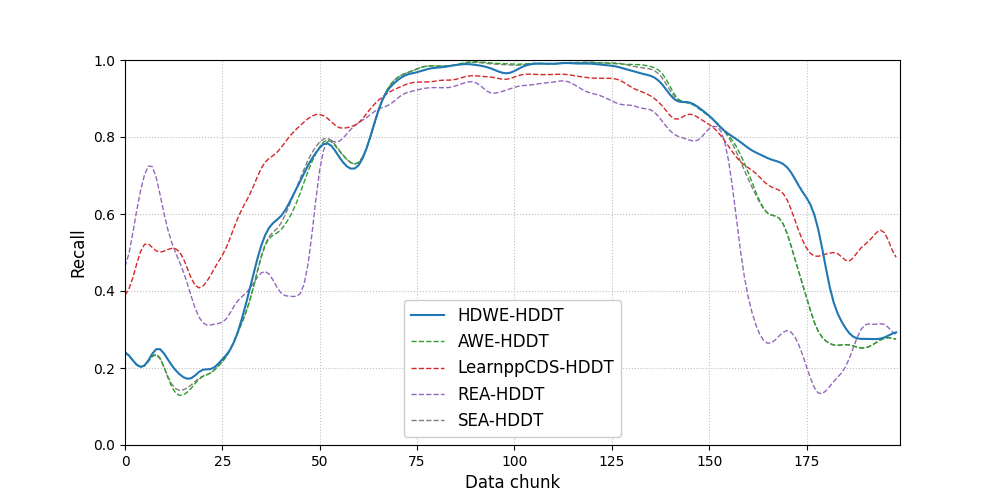 1.0
0.8
0.6
0.4
0.2
0.0
Recall
HDWE-HDDT
AWE-HDDT
LearnppCDS-HDDT
REA-HDDT
SEA-HDDT
0 25 50 75 100 125 150 175
Data chunk